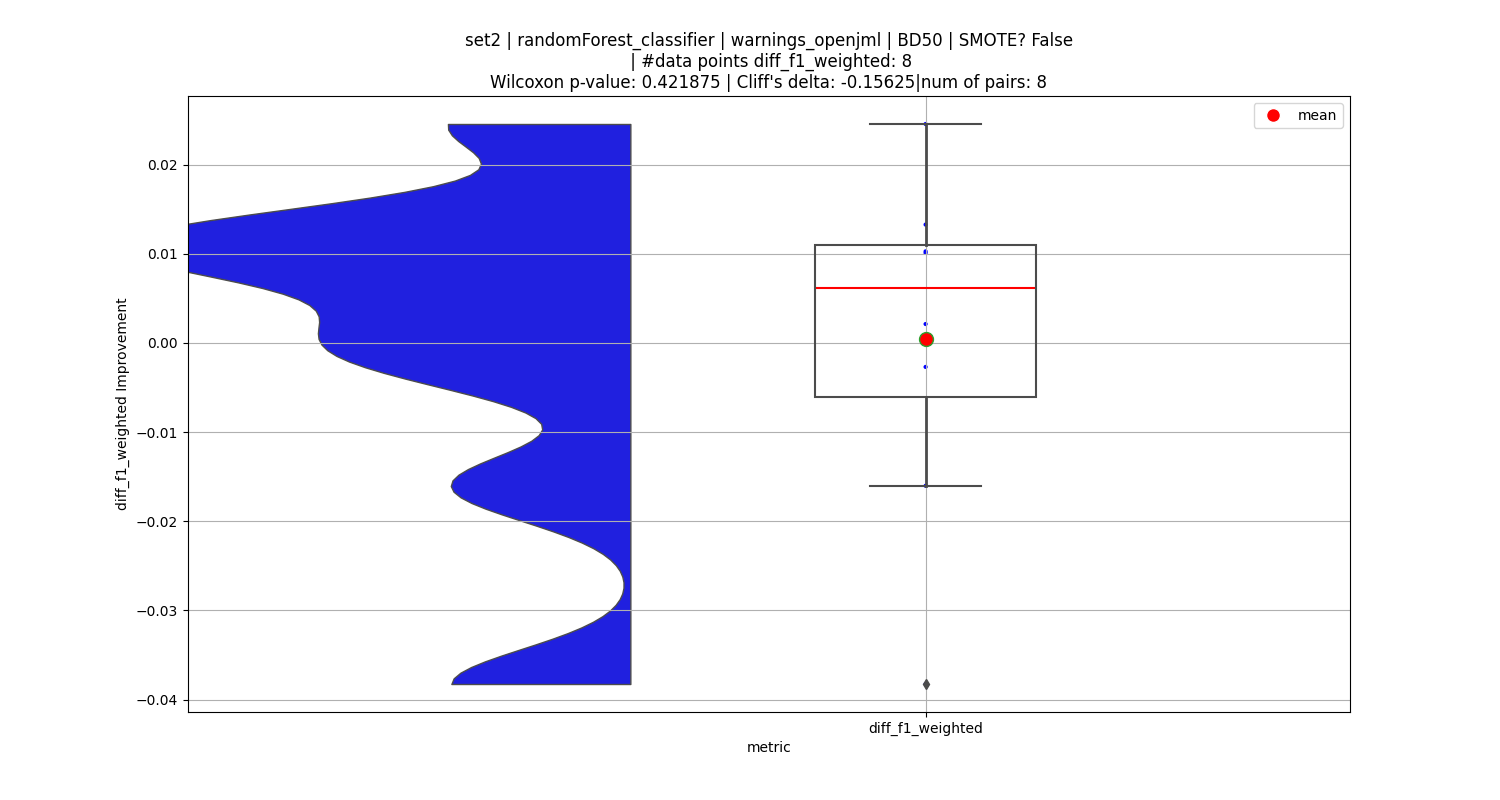 set2 | randomForest_classifier | warnings_openjml | BD50 | SMOTE? False
| #data points diff_f1_weighted: 8
Wilcoxon p-value: 0.421875 | Cliff's delta: -0.15625|num of pairs: 8
mean
0.02
0.01
0.00
−0.01
−0.02
−0.03
−0.04
diff_f1_weighted Improvement
diff_f1_weighted
metric